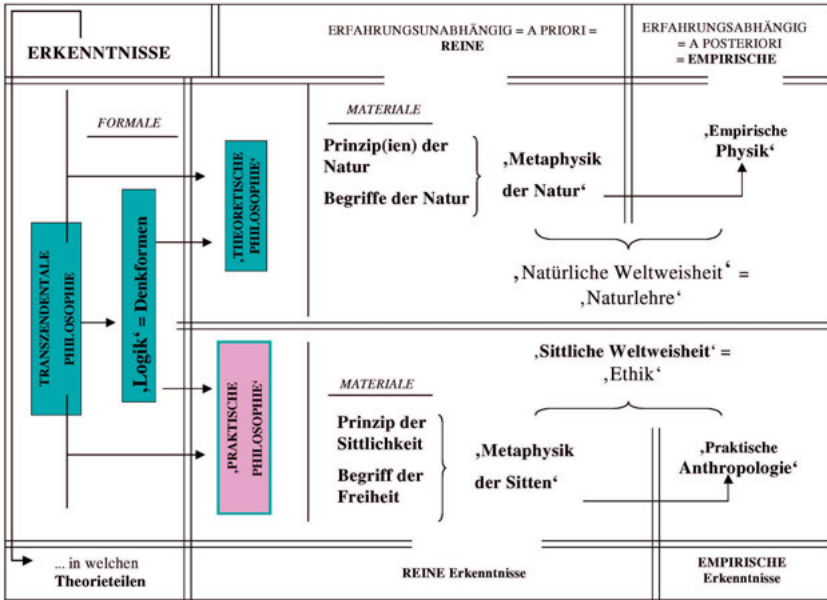 ERKENNTNISSE
ERFAHRUNGSUNABHÄNGIG = A PRIORI =
REINE
ERFAHRUNGSABHÄNGIG
= A POSTERIORI
= EMPIRISCHE
FORMALE
MATERIALE
TRANSZENDENTALE
PHILOSOPHIE
‚Logik‘ = Denkformen
‚THEORETISCHE
PHILOSOPHIE‘
Prinzip(ien) der
Natur
Begriffe der Natur
‚Metaphysik
der Natur‘
‚Empirische
Physik‘
‚Natürliche Weltweisheit‘ =
‚Naturlehre‘
‚PRAKTISCHE
PHILOSOPHIE‘
MATERIALE
Prinzip der
Sittlichkeit
Begriff der
Freiheit
‚Sittliche Weltweisheit‘ =
‚Ethik‘
‚Metaphysik
der Sitten‘
‚Praktische
Anthropologie‘
... in welchen
Theorieteilen
REINE Erkenntnisse
EMPIRISCHE
Erkenntnisse